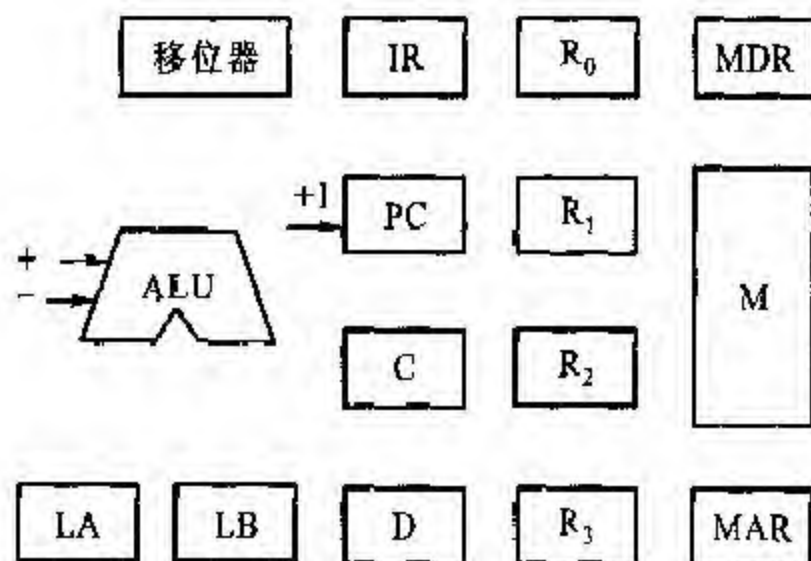 移位器 IR R₀ MDR
+1 PC R₁
+ ALU M
−
C R₂
LA LB D R₃ MAR